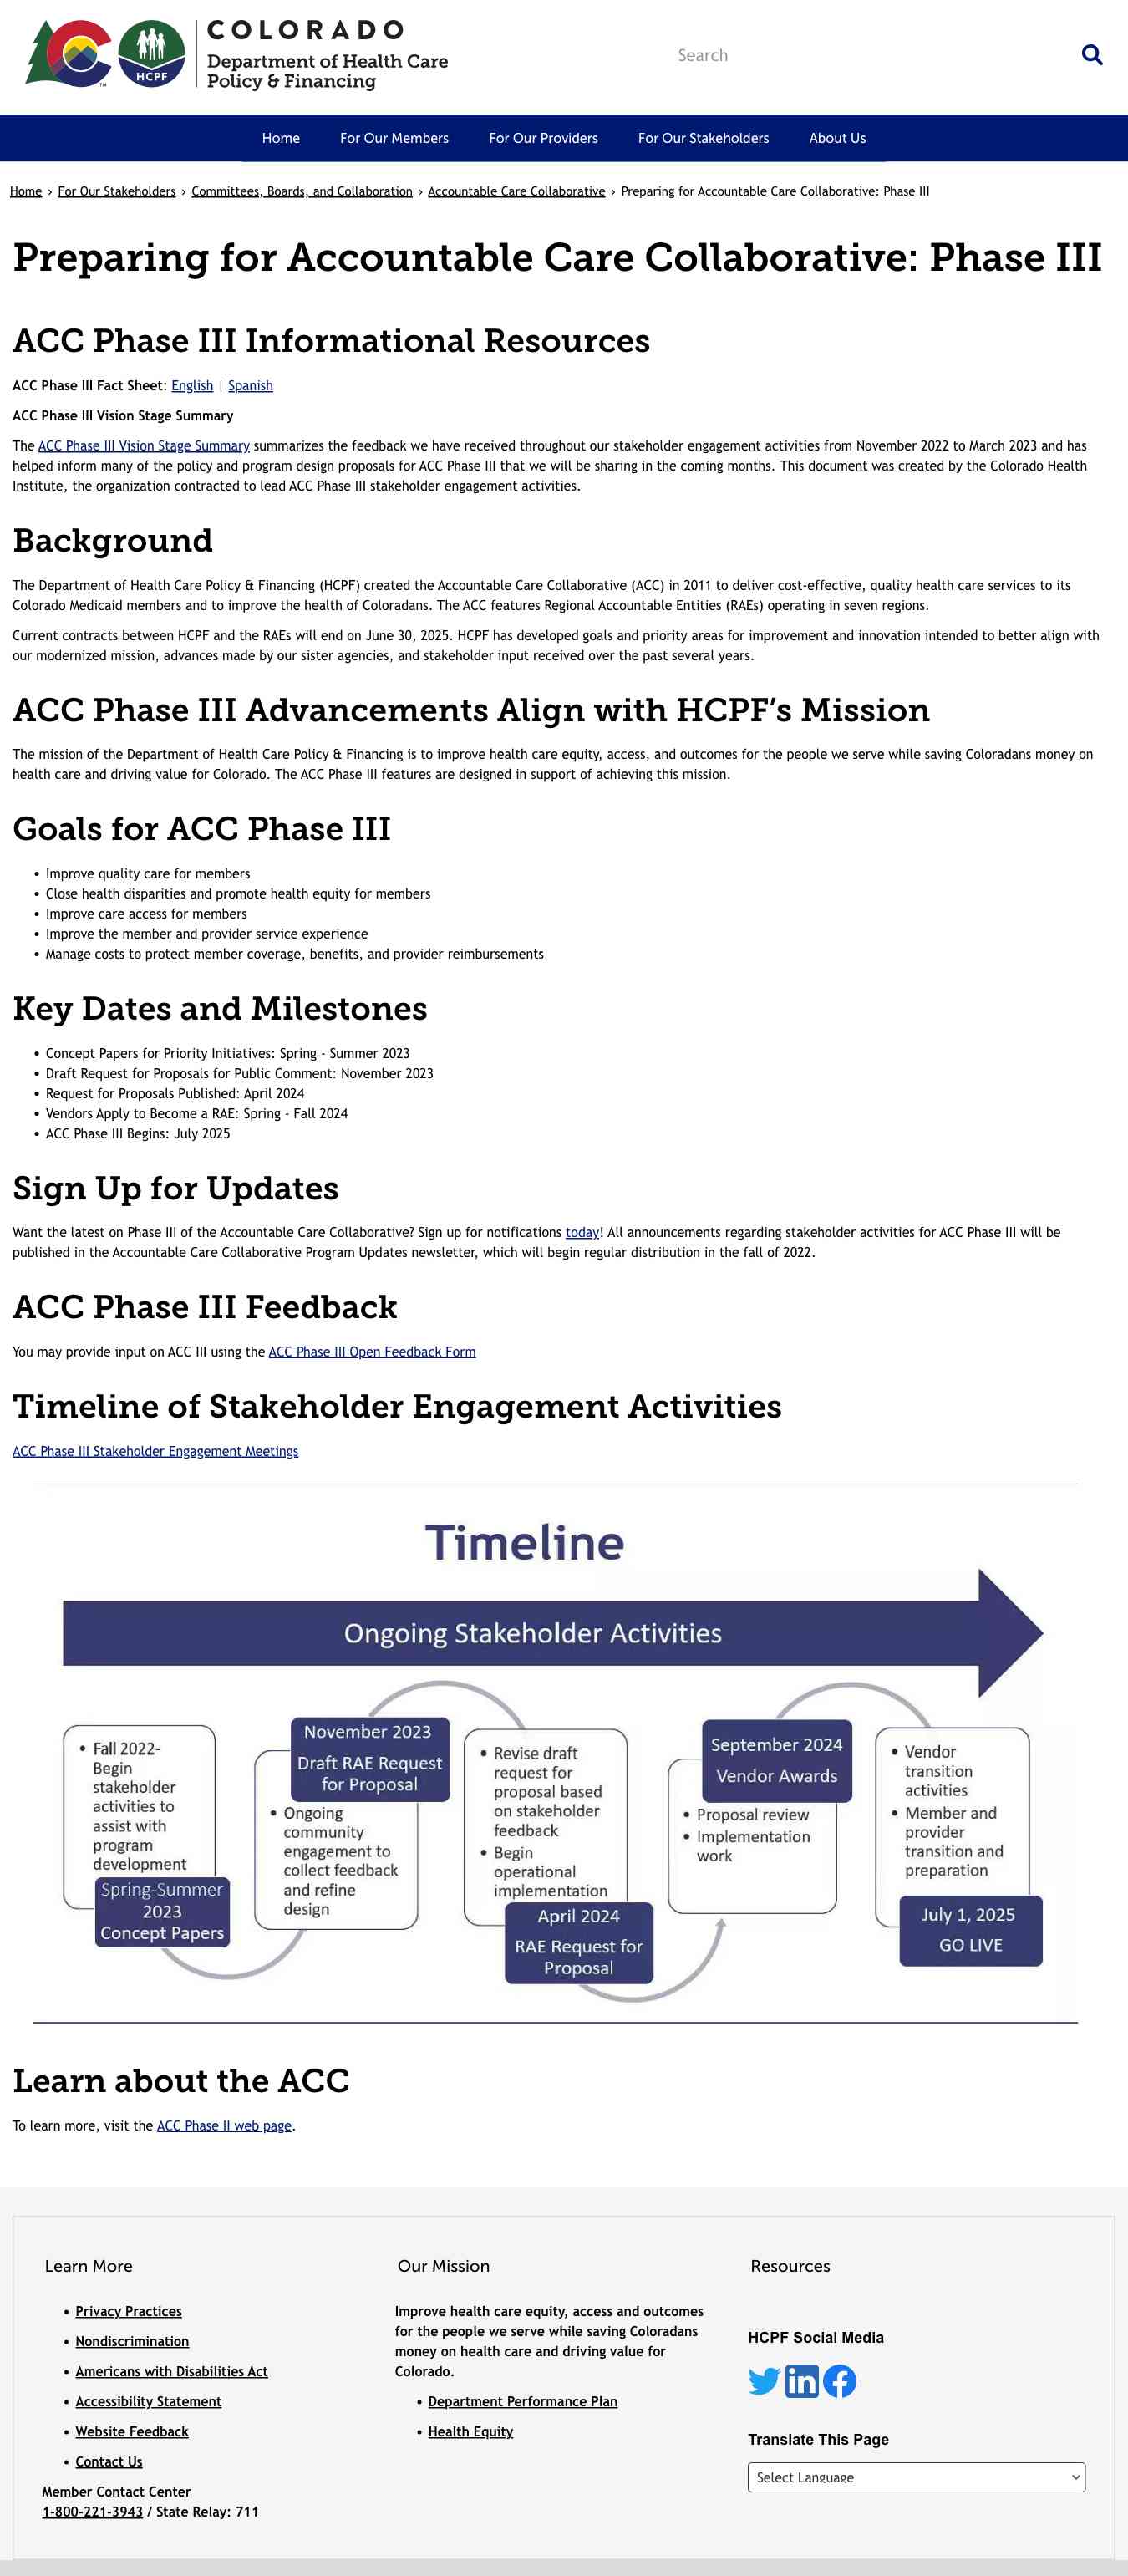 COLORADO
Department of Health Care
Policy & Financing
HCPF
TM
Search
Home For Our Members For Our Providers For Our Stakeholders About Us
Home › For Our Stakeholders › Committees, Boards, and Collaboration › Accountable Care Collaborative › Preparing for Accountable Care Collaborative: Phase III
Preparing for Accountable Care Collaborative: Phase III
ACC Phase III Informational Resources
ACC Phase III Fact Sheet: English | Spanish
ACC Phase III Vision Stage Summary
The ACC Phase III Vision Stage Summary summarizes the feedback we have received throughout our stakeholder engagement activities from November 2022 to March 2023 and has
helped inform many of the policy and program design proposals for ACC Phase III that we will be sharing in the coming months. This document was created by the Colorado Health
Institute, the organization contracted to lead ACC Phase III stakeholder engagement activities.
Background
The Department of Health Care Policy & Financing (HCPF) created the Accountable Care Collaborative (ACC) in 2011 to deliver cost-effective, quality health care services to its
Colorado Medicaid members and to improve the health of Coloradans. The ACC features Regional Accountable Entities (RAEs) operating in seven regions.
Current contracts between HCPF and the RAEs will end on June 30, 2025. HCPF has developed goals and priority areas for improvement and innovation intended to better align with
our modernized mission, advances made by our sister agencies, and stakeholder input received over the past several years.
ACC Phase III Advancements Align with HCPF’s Mission
The mission of the Department of Health Care Policy & Financing is to improve health care equity, access, and outcomes for the people we serve while saving Coloradans money on
health care and driving value for Colorado. The ACC Phase III features are designed in support of achieving this mission.
Goals for ACC Phase III
• Improve quality care for members
• Close health disparities and promote health equity for members
• Improve care access for members
• Improve the member and provider service experience
• Manage costs to protect member coverage, benefits, and provider reimbursements
Key Dates and Milestones
• Concept Papers for Priority Initiatives: Spring - Summer 2023
• Draft Request for Proposals for Public Comment: November 2023
• Request for Proposals Published: April 2024
• Vendors Apply to Become a RAE: Spring - Fall 2024
• ACC Phase III Begins: July 2025
Sign Up for Updates
Want the latest on Phase III of the Accountable Care Collaborative? Sign up for notifications today! All announcements regarding stakeholder activities for ACC Phase III will be
published in the Accountable Care Collaborative Program Updates newsletter, which will begin regular distribution in the fall of 2022.
ACC Phase III Feedback
You may provide input on ACC III using the ACC Phase III Open Feedback Form
Timeline of Stakeholder Engagement Activities
ACC Phase III Stakeholder Engagement Meetings
Timeline
Ongoing Stakeholder Activities
• Fall 2022-
Begin
stakeholder
activities to
assist with
program
development
Spring-Summer
2023
Concept Papers
November 2023
Draft RAE Request
for Proposal
• Ongoing
community
engagement to
collect feedback
and refine
design
• Revise draft
request for
proposal based
on stakeholder
feedback
• Begin
operational
implementation
April 2024
RAE Request for
Proposal
September 2024
Vendor Awards
• Proposal review
• Implementation
work
• Vendor
transition
activities
• Member and
provider
transition and
preparation
July 1, 2025
GO LIVE
Learn about the ACC
To learn more, visit the ACC Phase II web page.
Learn More
• Privacy Practices
• Nondiscrimination
• Americans with Disabilities Act
• Accessibility Statement
• Website Feedback
• Contact Us
Member Contact Center
1-800-221-3943 / State Relay: 711
Our Mission
Improve health care equity, access and outcomes
for the people we serve while saving Coloradans
money on health care and driving value for
Colorado.
• Department Performance Plan
• Health Equity
Resources
HCPF Social Media
in
Translate This Page
Select Language